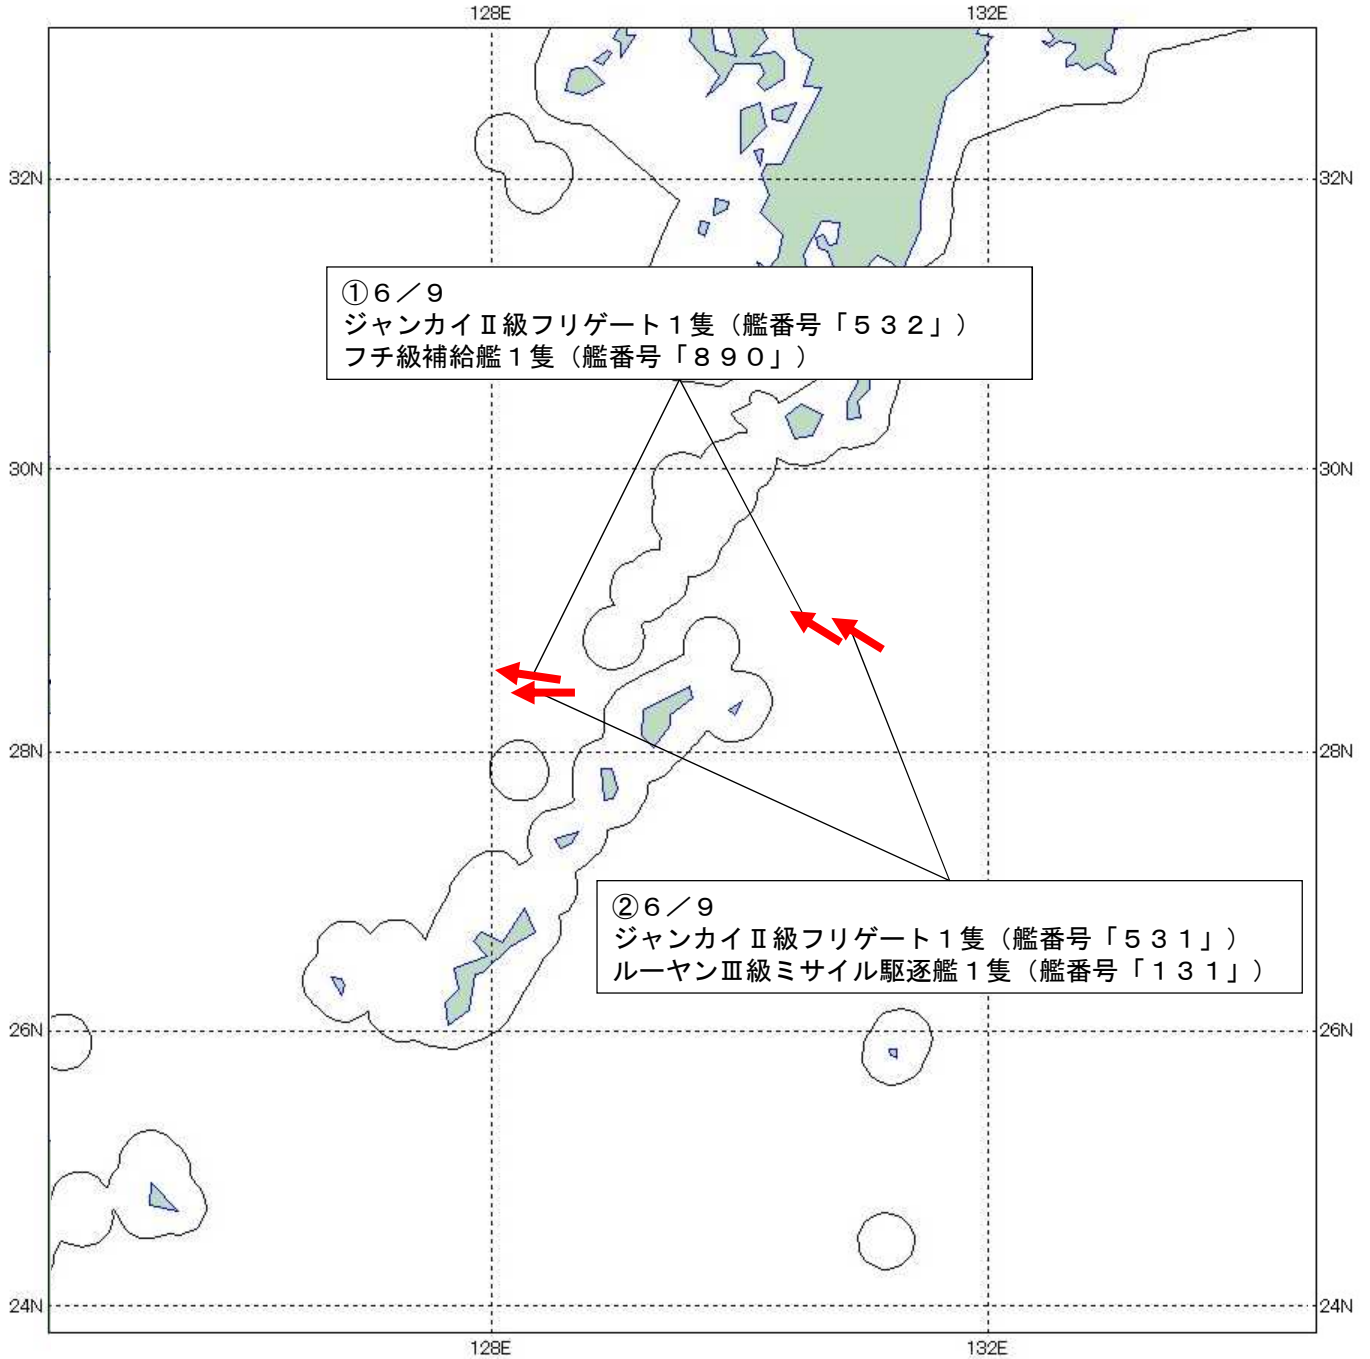 128E 132E
32N 32N
①６／９
ジャンカイⅡ級フリゲート１隻（艦番号「５３２」）
フチ級補給艦１隻（艦番号「８９０」）
30N 30N
28N 28N
②６／９
ジャンカイⅡ級フリゲート１隻（艦番号「５３１」）
ルーヤンⅢ級ミサイル駆逐艦１隻（艦番号「１３１」）
26N 26N
24N 24N
128E 132E